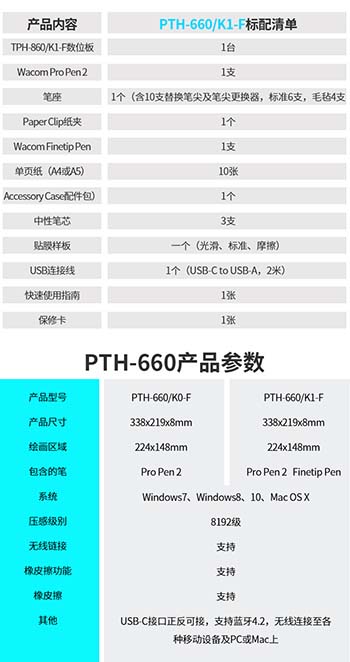 产品内容 PTH-660/K1-F标配清单
TPH-860/K1-F数位板 1台
Wacom Pro Pen 2 1支
笔座 1个（含10支替换笔尖及笔尖更换器，标准6支，毛毡4支
Paper Clip纸夹 1个
Wacom Finetip Pen 1支
单页纸（A4或A5） 10张
Accessory Case配件包） 1个
中性笔芯 3支
贴膜样板 一个（光滑、标准、摩擦）
USB连接线 1个（USB-C to USB-A，2米）
快速使用指南 1张
保修卡 1张
PTH-660产品参数
产品型号 PTH-660/K0-F PTH-660/K1-F
产品尺寸 338x219x8mm 338x219x8mm
绘画区域 224x148mm 224x148mm
包含的笔 Pro Pen 2 Pro Pen 2 Finetip Pen
系统 Windows7、Windows8、10、Mac OS X
压感级别 8192级
无线链接 支持
橡皮擦功能 支持
橡皮擦 支持
其他 USB-C接口正反可接，支持蓝牙4.2，无线连接至各
种移动设备及PC或Mac上